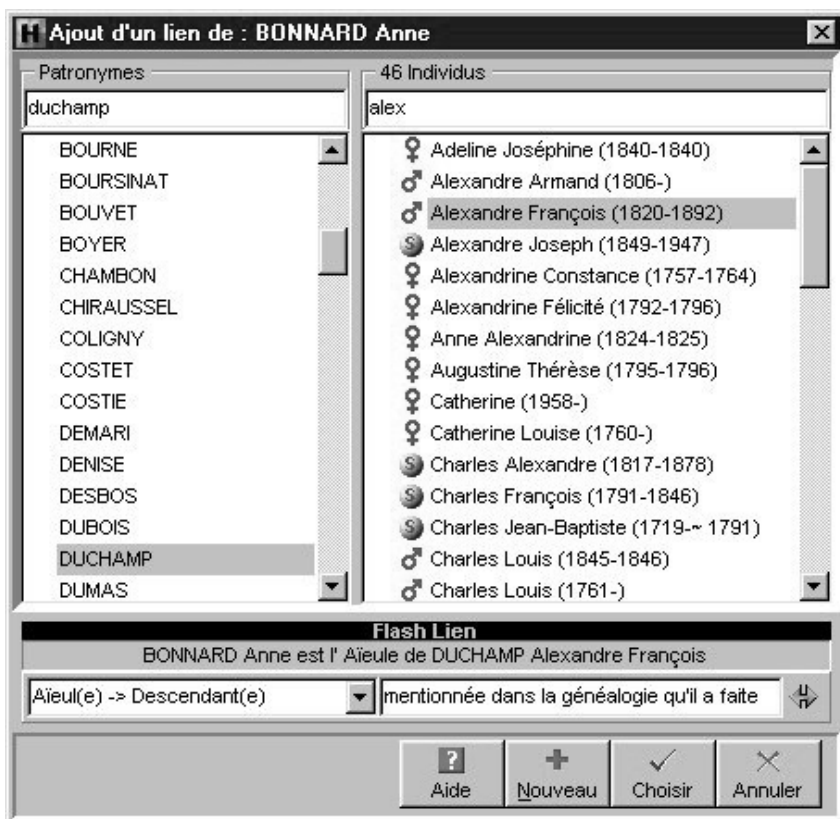 Ajout d'un lien de : BONNARD Anne
Patronymes
duchamp
BOURNE
BOURSINAT
BOUVET
BOYER
CHAMBON
CHIRAUSSEL
COLIGNY
COSTET
COSTIE
DEMARI
DENISE
DESBOS
DUBOIS
DUCHAMP
DUMAS
46 Individus
alex
Adeline Joséphine (1840-1840)
Alexandre Armand (1806-)
Alexandre François (1820-1892)
S Alexandre Joseph (1849-1947)
Alexandrine Constance (1757-1764)
Alexandrine Félicité (1792-1796)
Anne Alexandrine (1824-1825)
Augustine Thérèse (1795-1796)
Catherine (1958-)
Catherine Louise (1760-)
S Charles Alexandre (1817-1878)
S Charles François (1791-1846)
S Charles Jean-Baptiste (1719-~ 1791)
Charles Louis (1845-1846)
Charles Louis (1761-)
Flash Lien
BONNARD Anne est l' Aïeule de DUCHAMP Alexandre François
Aïeul(e) -> Descendant(e) mentionnée dans la généalogie qu'il a faite
? Aide
Nouveau
Choisir
Annuler